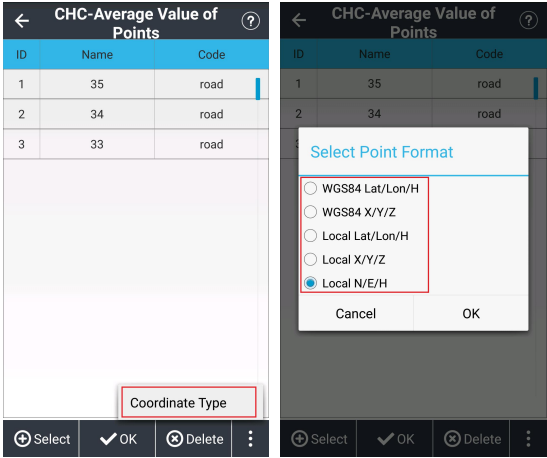 CHC-Average Value of
Points
?
ID Name Code
1 35 road
2 34 road
3 33 road
Coordinate Type
Select OK Delete
CHC-Average Value of
Points
?
ID Name Code
1 35 road
2 34 road
3
Select Point Format
WGS84 Lat/Lon/H
WGS84 X/Y/Z
Local Lat/Lon/H
Local X/Y/Z
Local N/E/H
Cancel OK
Select OK Delete